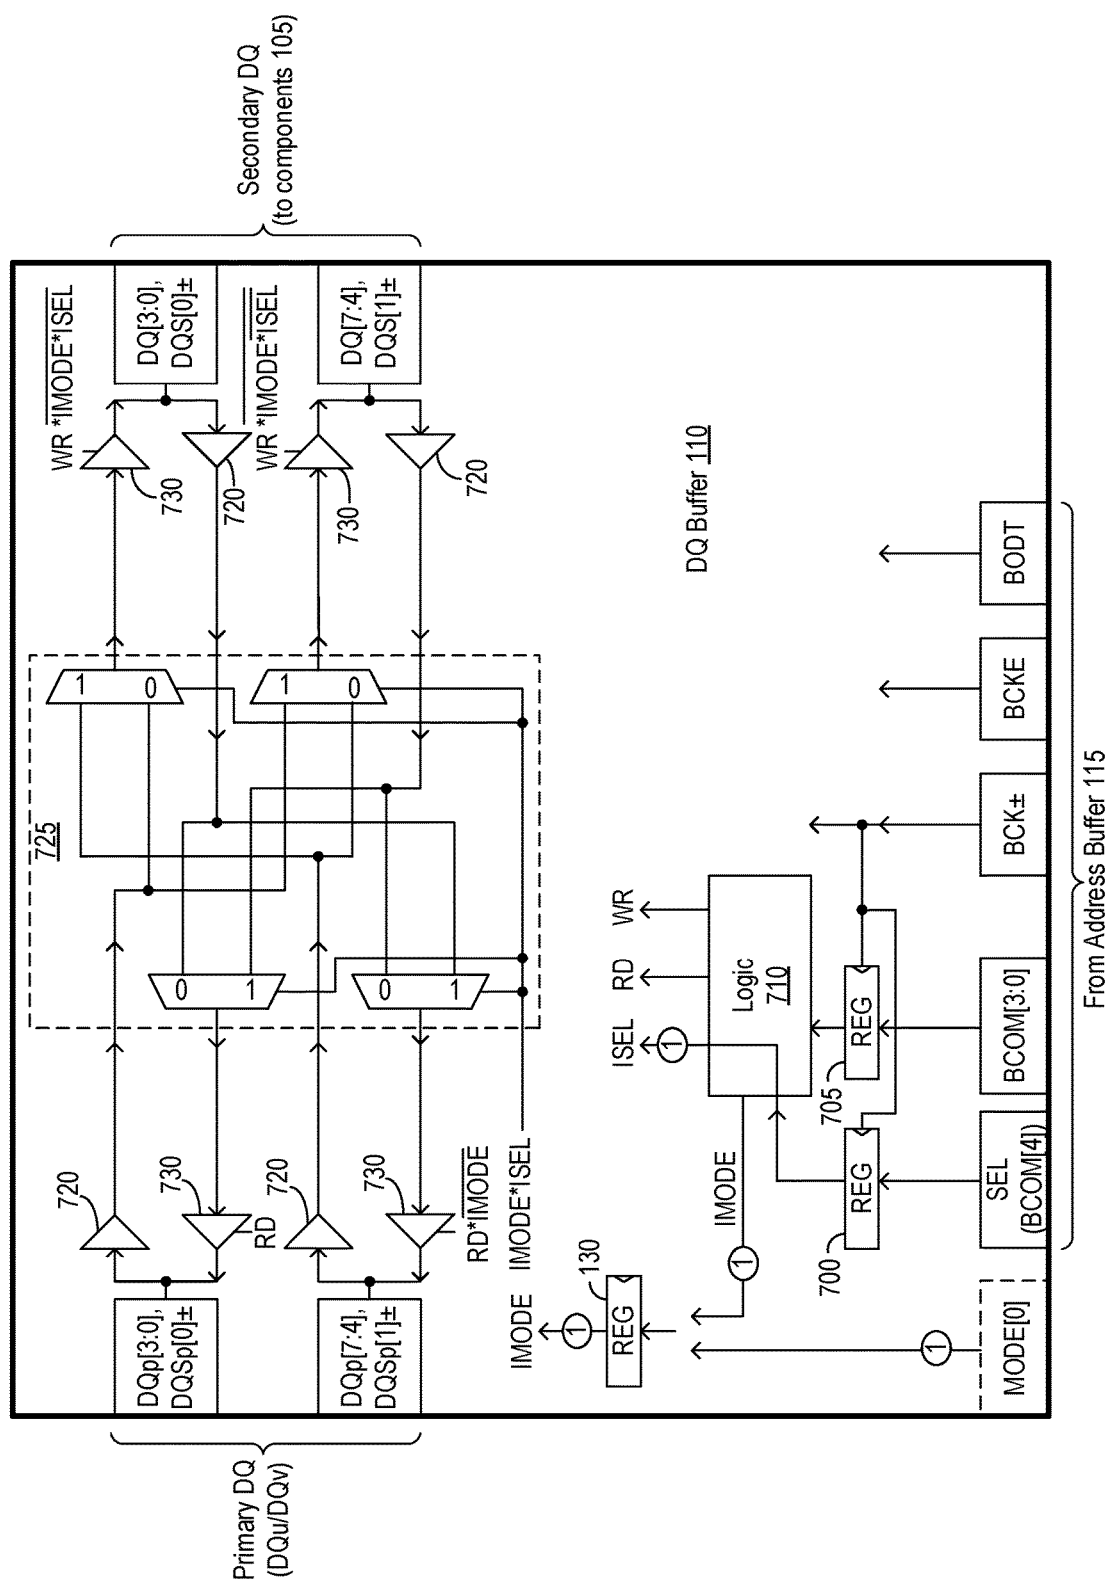 Primary DQ
(DQu/DQv)
Secondary DQ
(to components 105)
DQp[3:0],
DQSp[0]±
720
730
RD
725
1
0
0
1
WR *IMODE*ISEL
730
720
DQ[3:0],
DQS[0]±
DQp[7:4],
DQSp[1]±
720
730
RD*IMODE
1
0
0
1
WR *IMODE*ISEL
730
720
DQ[7:4],
DQS[1]±
IMODE*ISEL
IMODE
1
REG
130
ISEL
RD
WR
1
IMODE
1
Logic
710
DQ Buffer 110
REG
700
REG
705
1
MODE[0]
SEL
(BCOM[4])
BCOM[3:0]
BCK±
BCKE
BODT
From Address Buffer 115